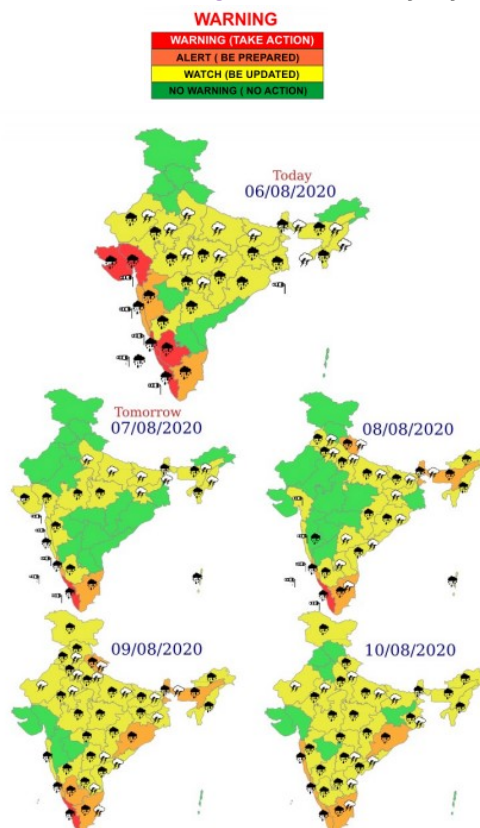 WARNING
WARNING (TAKE ACTION)
ALERT ( BE PREPARED)
WATCH (BE UPDATED)
NO WARNING ( NO ACTION)
Today
06/08/2020
Tomorrow
07/08/2020
08/08/2020
09/08/2020
10/08/2020